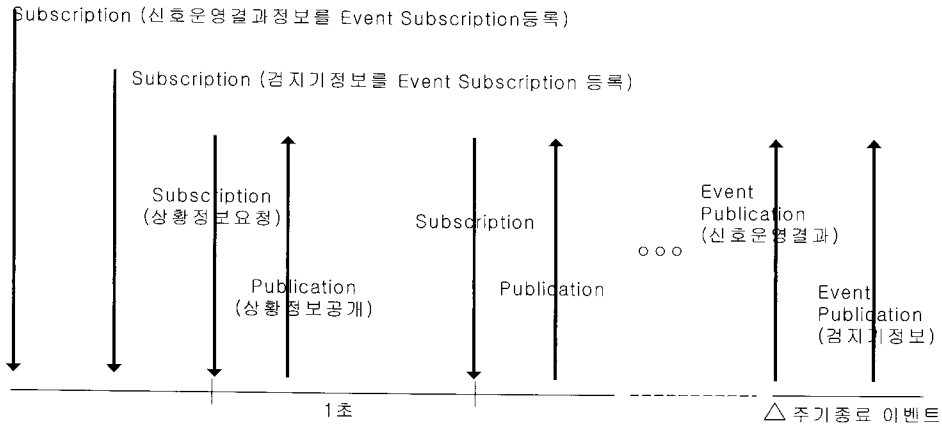 Subscription (신호운영결과정보를 Event Subscription등록)
Subscription (검지기정보를 Event Subscription 등록)
Subscription
(상황정보요청)
Publication
(상황정보공개)
Subscription
Publication
○○○
Event
Publication
(신호운영결과)
Event
Publication
(검지기정보)
1초
△ 주기종료 이벤트